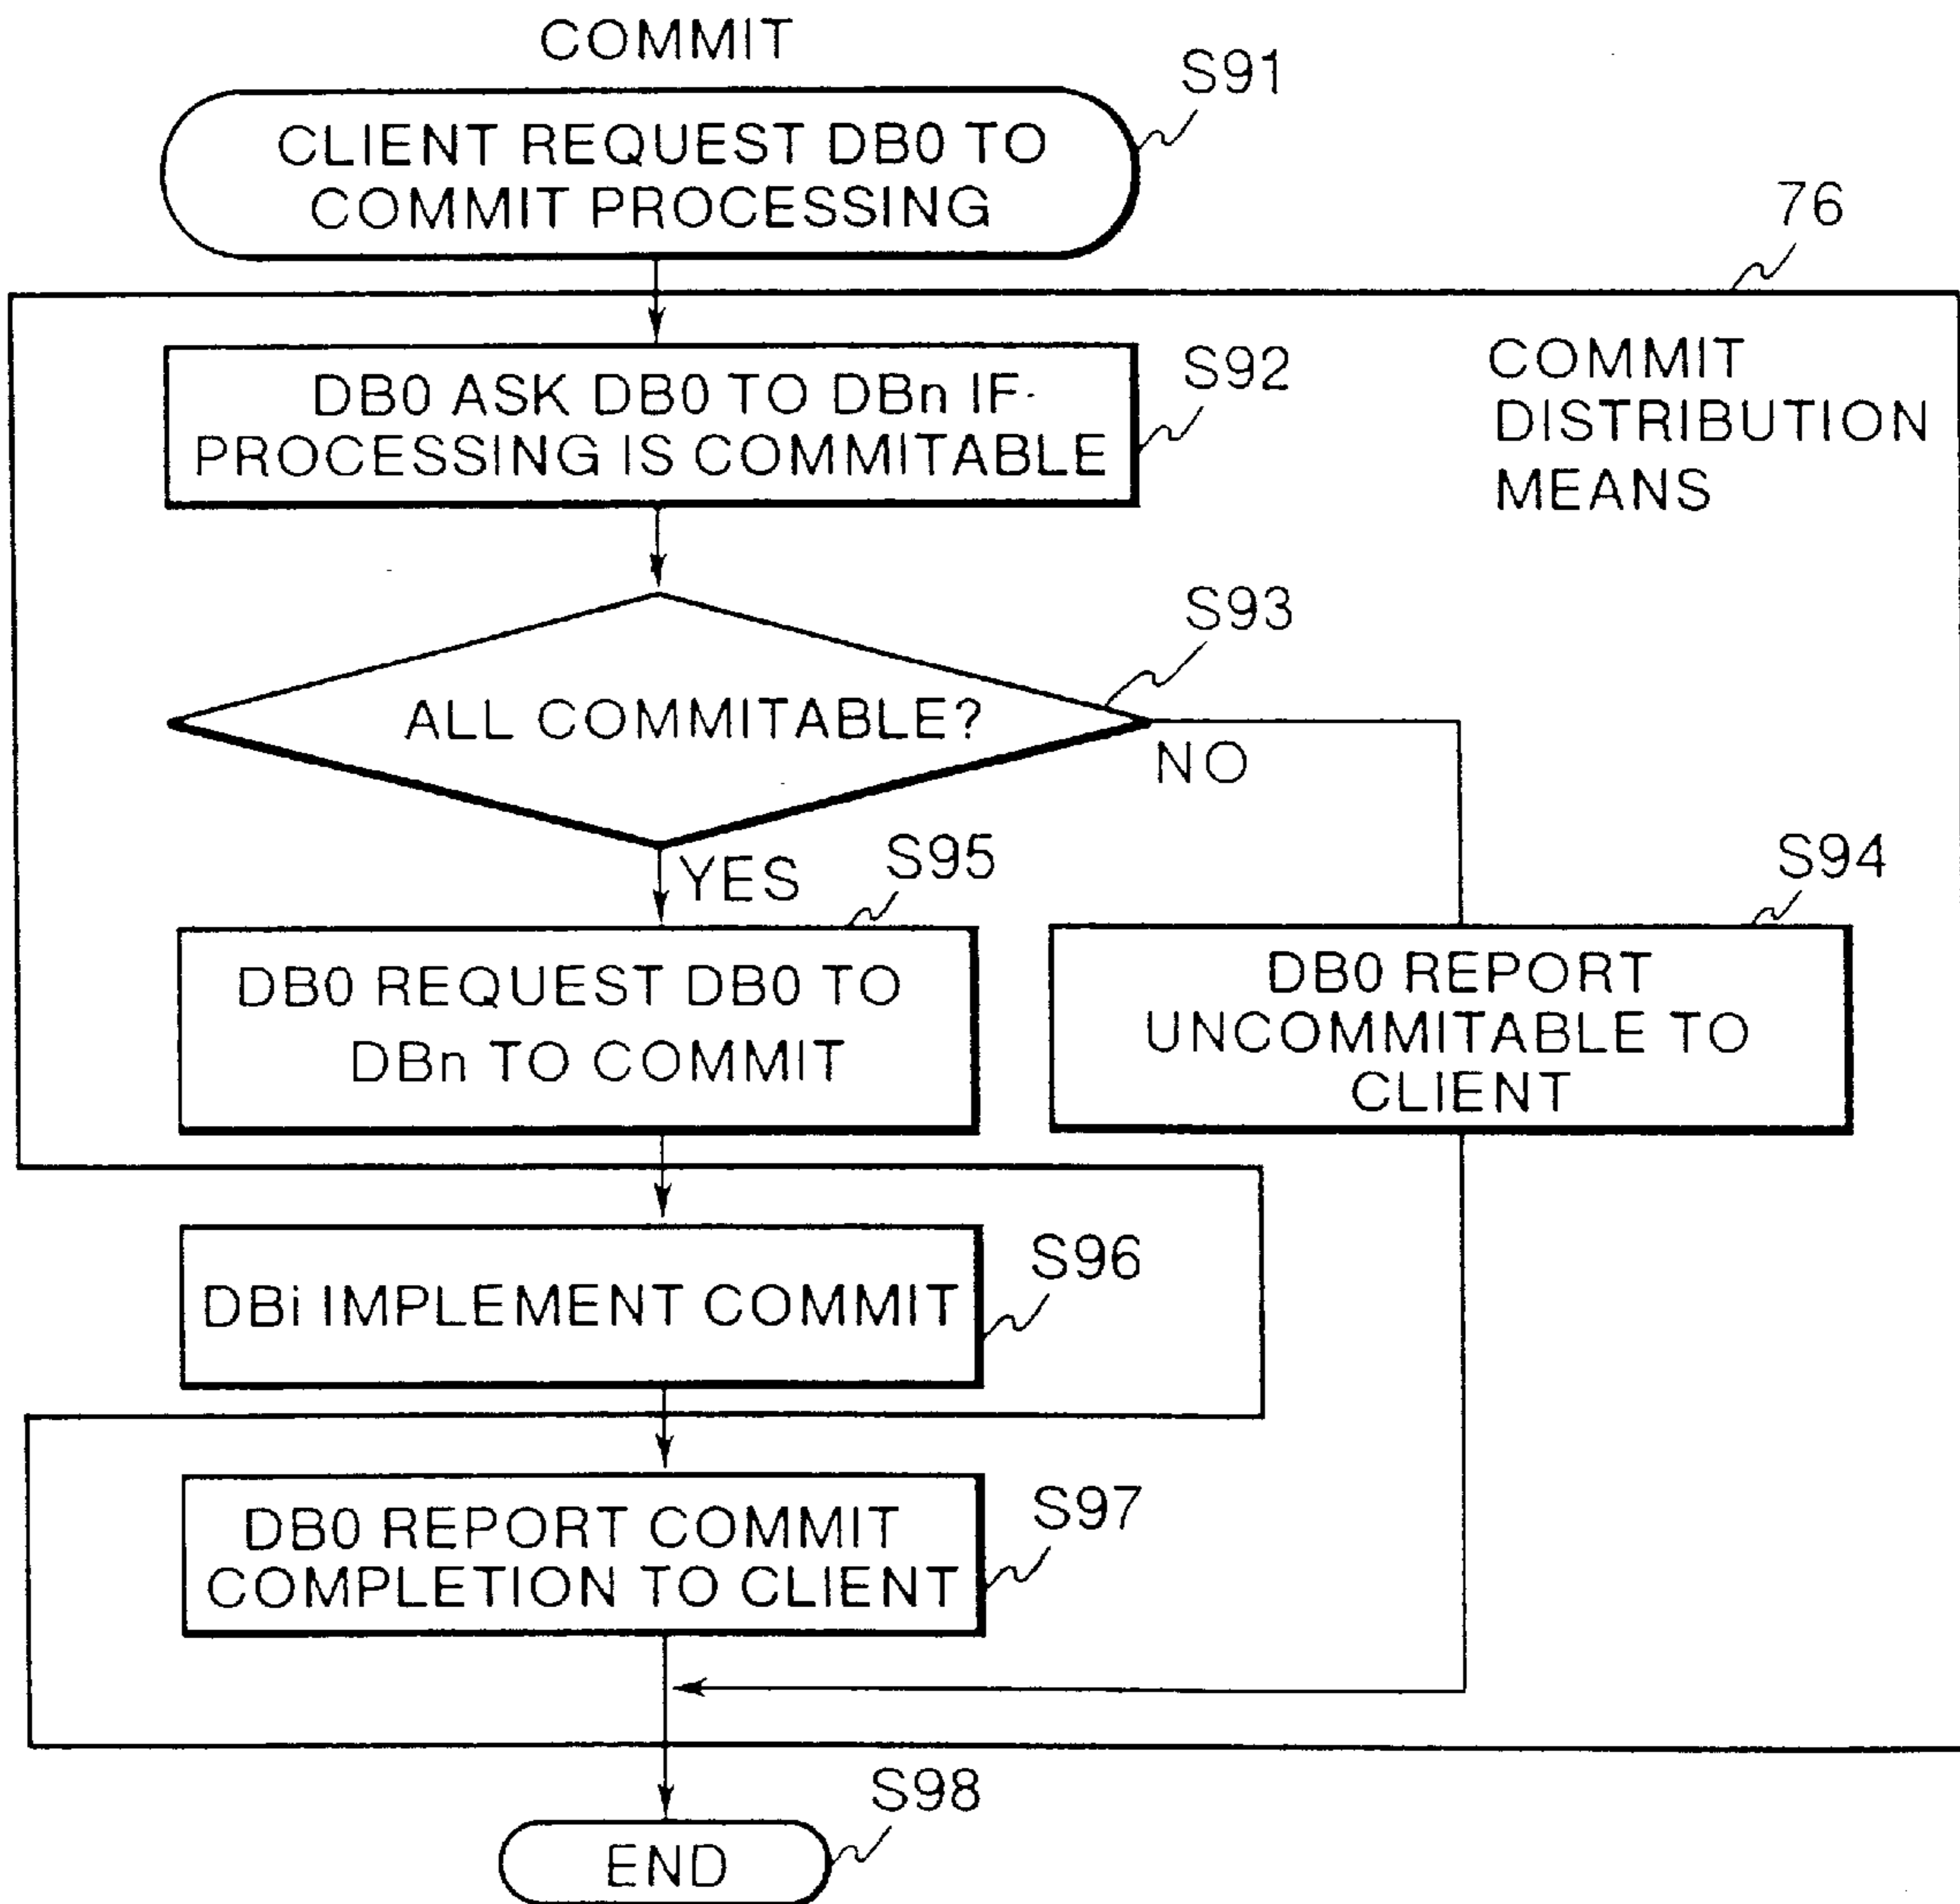 COMMIT
S91
CLIENT REQUEST DB0 TO
COMMIT PROCESSING
76
S92
DB0 ASK DB0 TO DBn IF
PROCESSING IS COMMITABLE
COMMIT
DISTRIBUTION
MEANS
S93
ALL COMMITABLE?
NO
YES
S95
S94
DB0 REQUEST DB0 TO
DBn TO COMMIT
DB0 REPORT
UNCOMMITABLE TO
CLIENT
S96
DBi IMPLEMENT COMMIT
S97
DB0 REPORT COMMIT
COMPLETION TO CLIENT
S98
END